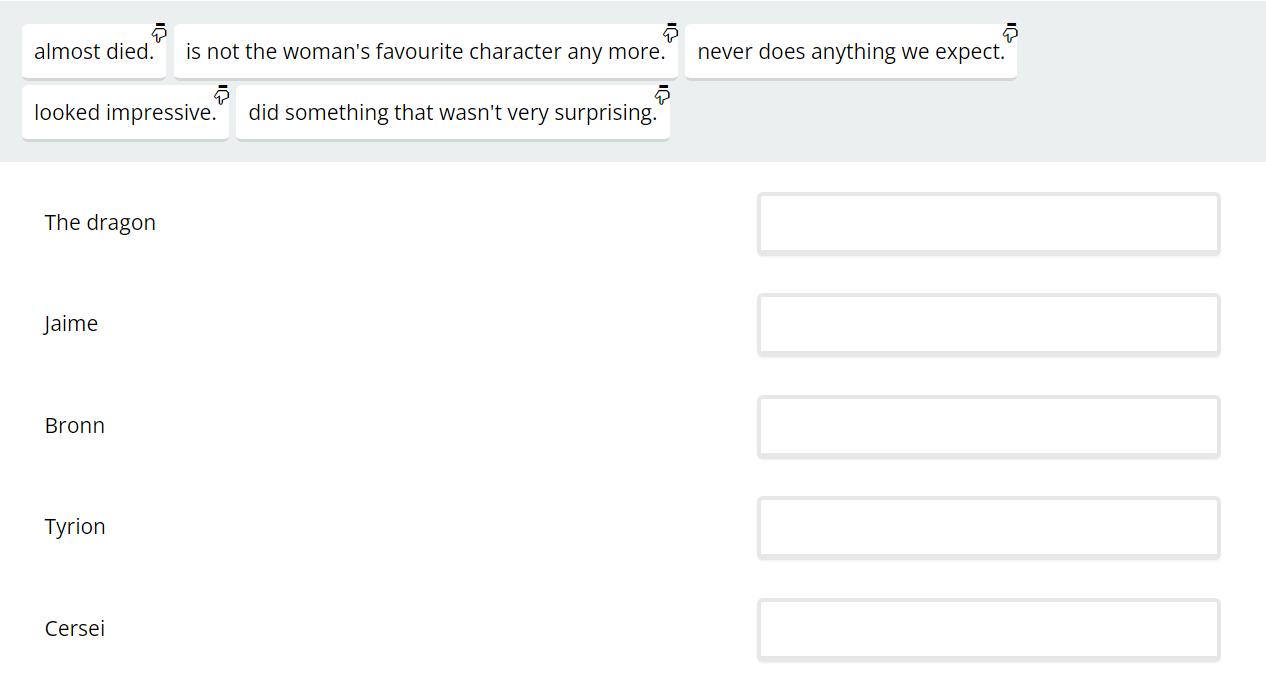 almost died. is not the woman's favourite character any more. never does anything we expect.
looked impressive. did something that wasn't very surprising.
The dragon
Jaime
Bronn
Tyrion
Cersei